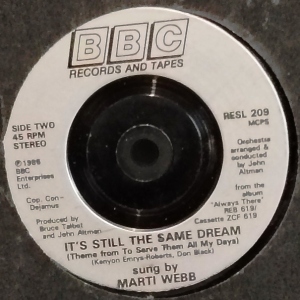 BBC
RECORDS AND TAPES
SIDE TWO
45 RPM
STEREO
RESL 209
MCPS
Orchestra
arranged &
conducted
by John
Altman
BBC
Enterprises
Ltd.
Cop. Con-
Dejamus
from the
album
"Always There"
REB 619/
Cassette ZCF 619
Produced by
Bruce Talbot
and John Altman
IT'S STILL THE SAME DREAM
(Theme from To Serve Them All My Days)
(Kenyon Emrys-Roberts, Don Black)
sung by
MARTI WEBB